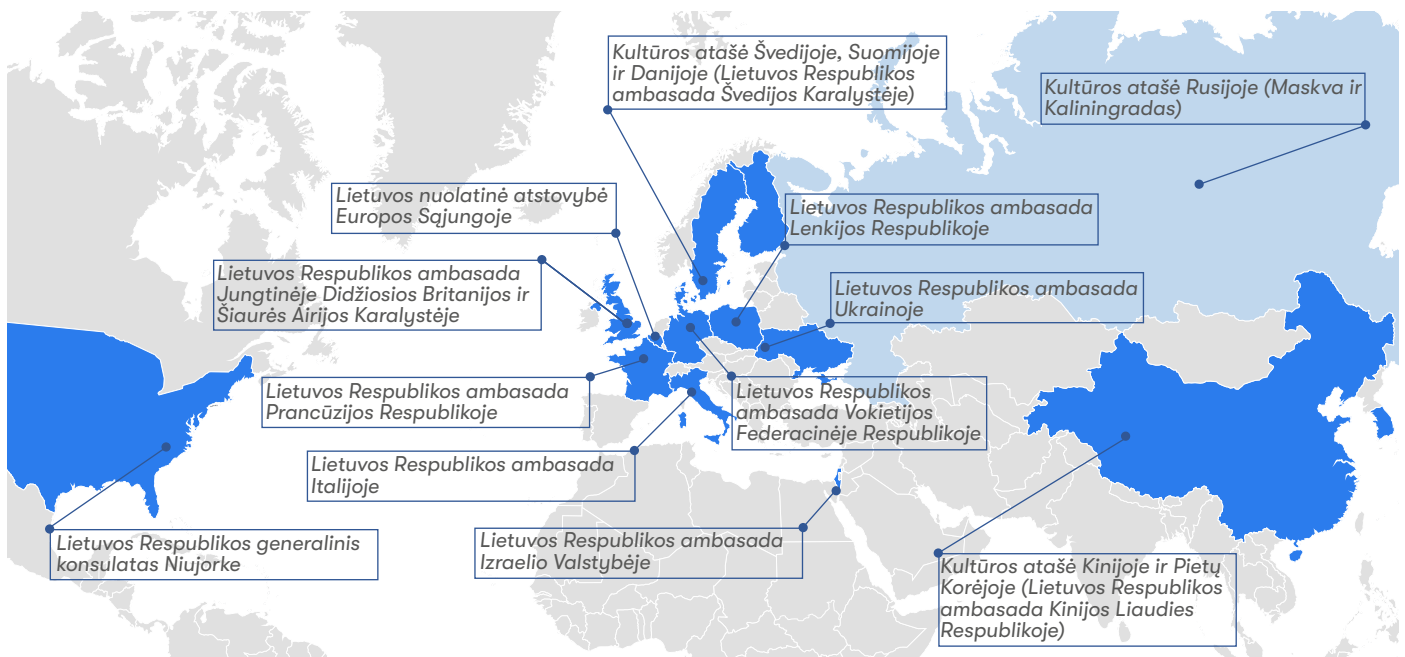 Kultūros atašė Švedijoje, Suomijoje
ir Danijoje (Lietuvos Respublikos
ambasada Švedijos Karalystėje)
Kultūros atašė Rusijoje (Maskva ir
Kaliningradas)
Lietuvos nuolatinė atstovybė
Europos Sąjungoje
Lietuvos Respublikos ambasada
Lenkijos Respublikoje
Lietuvos Respublikos ambasada
Jungtinėje Didžiosios Britanijos ir
Šiaurės Airijos Karalystėje
Lietuvos Respublikos ambasada
Ukrainoje
Lietuvos Respublikos ambasada
Prancūzijos Respublikoje
Lietuvos Respublikos
ambasada Vokietijos
Federacinėje Respublikoje
Lietuvos Respublikos ambasada
Italijoje
Lietuvos Respublikos generalinis
konsulatas Niujorke
Lietuvos Respublikos ambasada
Izraelio Valstybėje
Kultūros atašė Kinijoje ir Pietų
Korėjoje (Lietuvos Respublikos
ambasada Kinijos Liaudies
Respublikoje)